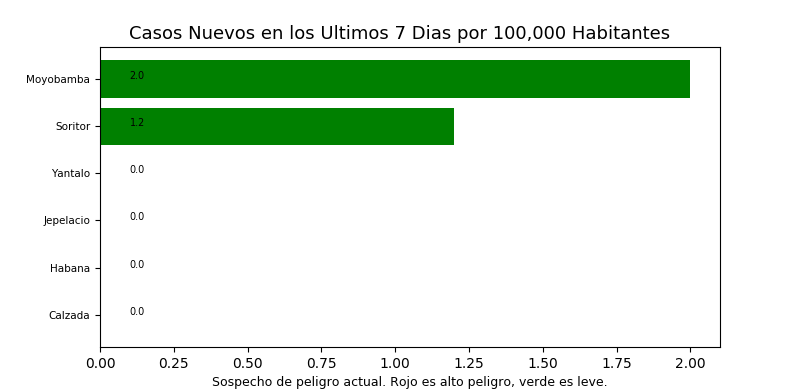 Casos Nuevos en los Ultimos 7 Dias por 100,000 Habitantes
Moyobamba 2.0
Soritor 1.2
Yantalo 0.0
Jepelacio 0.0
Habana 0.0
Calzada 0.0
0.00 0.25 0.50 0.75 1.00 1.25 1.50 1.75 2.00
Sospecho de peligro actual. Rojo es alto peligro, verde es leve.